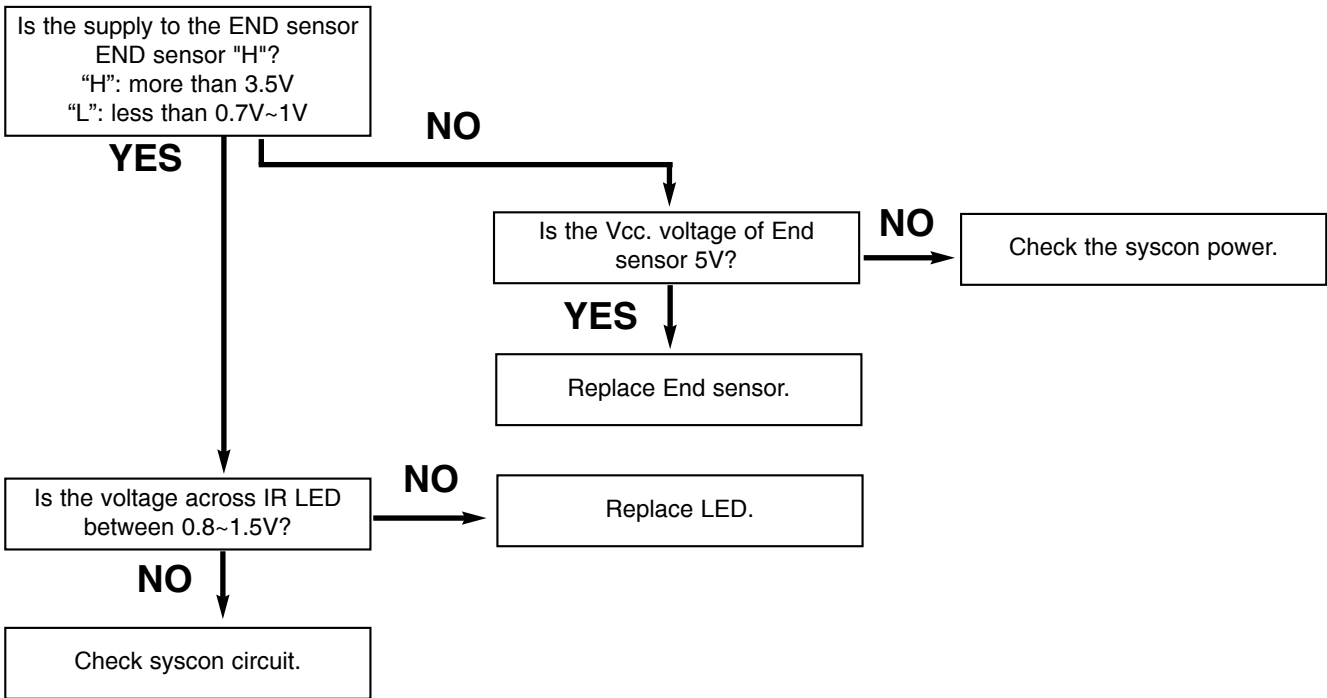 Is the supply to the END sensor
END sensor "H"?
“H”: more than 3.5V
“L”: less than 0.7V~1V
NO
YES
Is the Vcc. voltage of End
sensor 5V?
NO
Check the syscon power.
YES
Replace End sensor.
Is the voltage across IR LED
between 0.8~1.5V?
NO
Replace LED.
NO
Check syscon circuit.